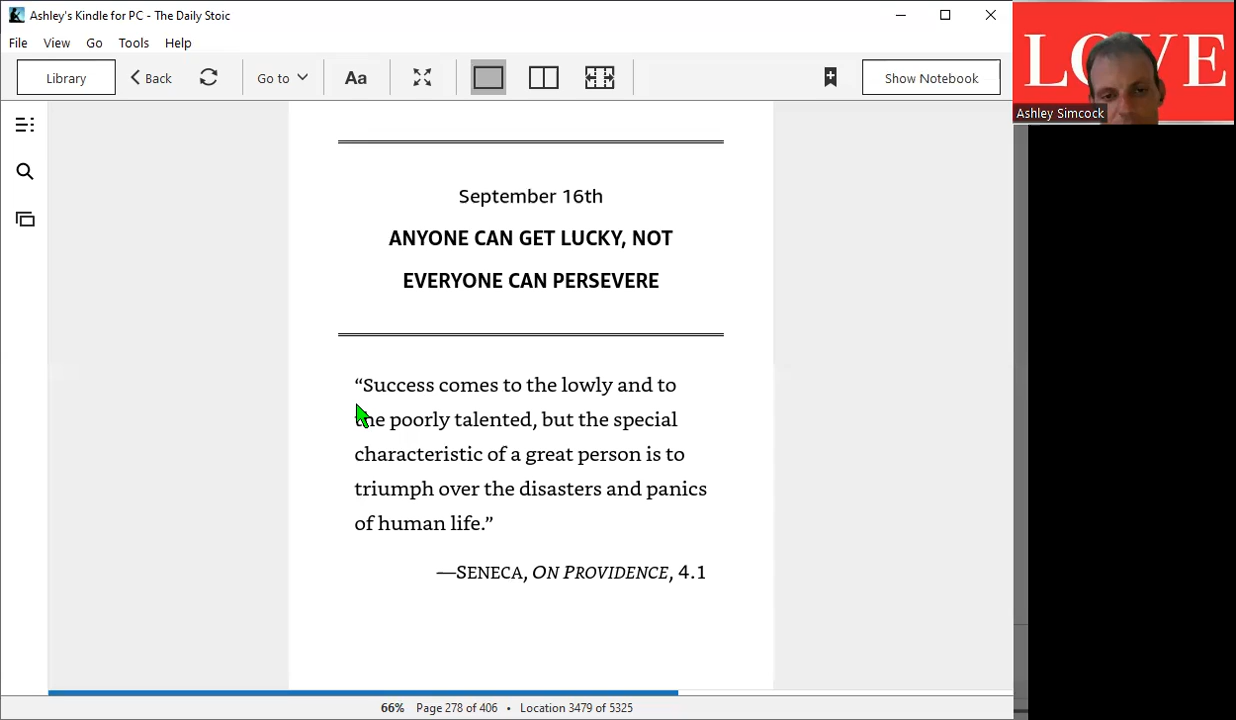 Ashley's Kindle for PC - The Daily Stoic
File View Go Tools Help
Library Back Go to Aa Show Notebook
LOVE
Ashley Simcock
September 16th
ANYONE CAN GET LUCKY, NOT
EVERYONE CAN PERSEVERE
“Success comes to the lowly and to
the poorly talented, but the special
characteristic of a great person is to
triumph over the disasters and panics
of human life.”
—SENECA, ON PROVIDENCE, 4.1
66% Page 278 of 406 • Location 3479 of 5325